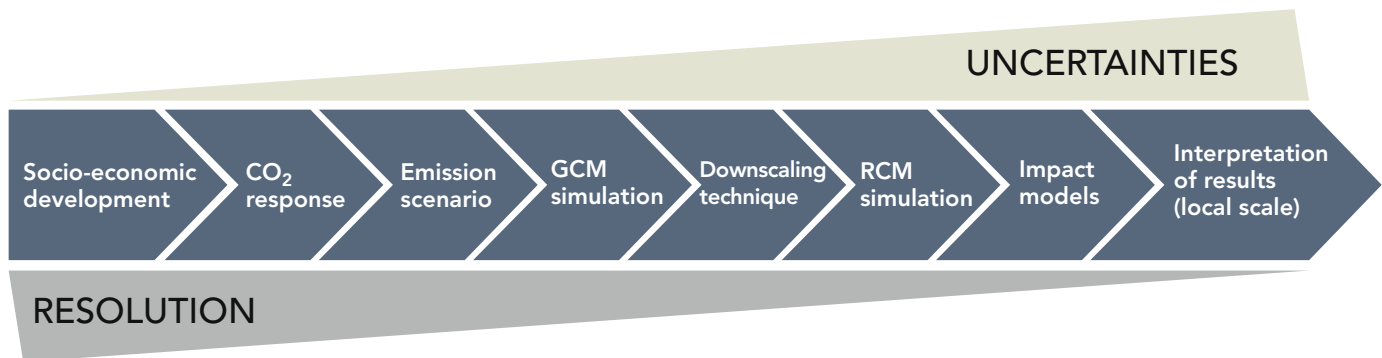 UNCERTAINTIES
Socio-economic
development
CO₂
response
Emission
scenario
GCM
simulation
Downscaling
technique
RCM
simulation
Impact
models
Interpretation
of results
(local scale)
RESOLUTION